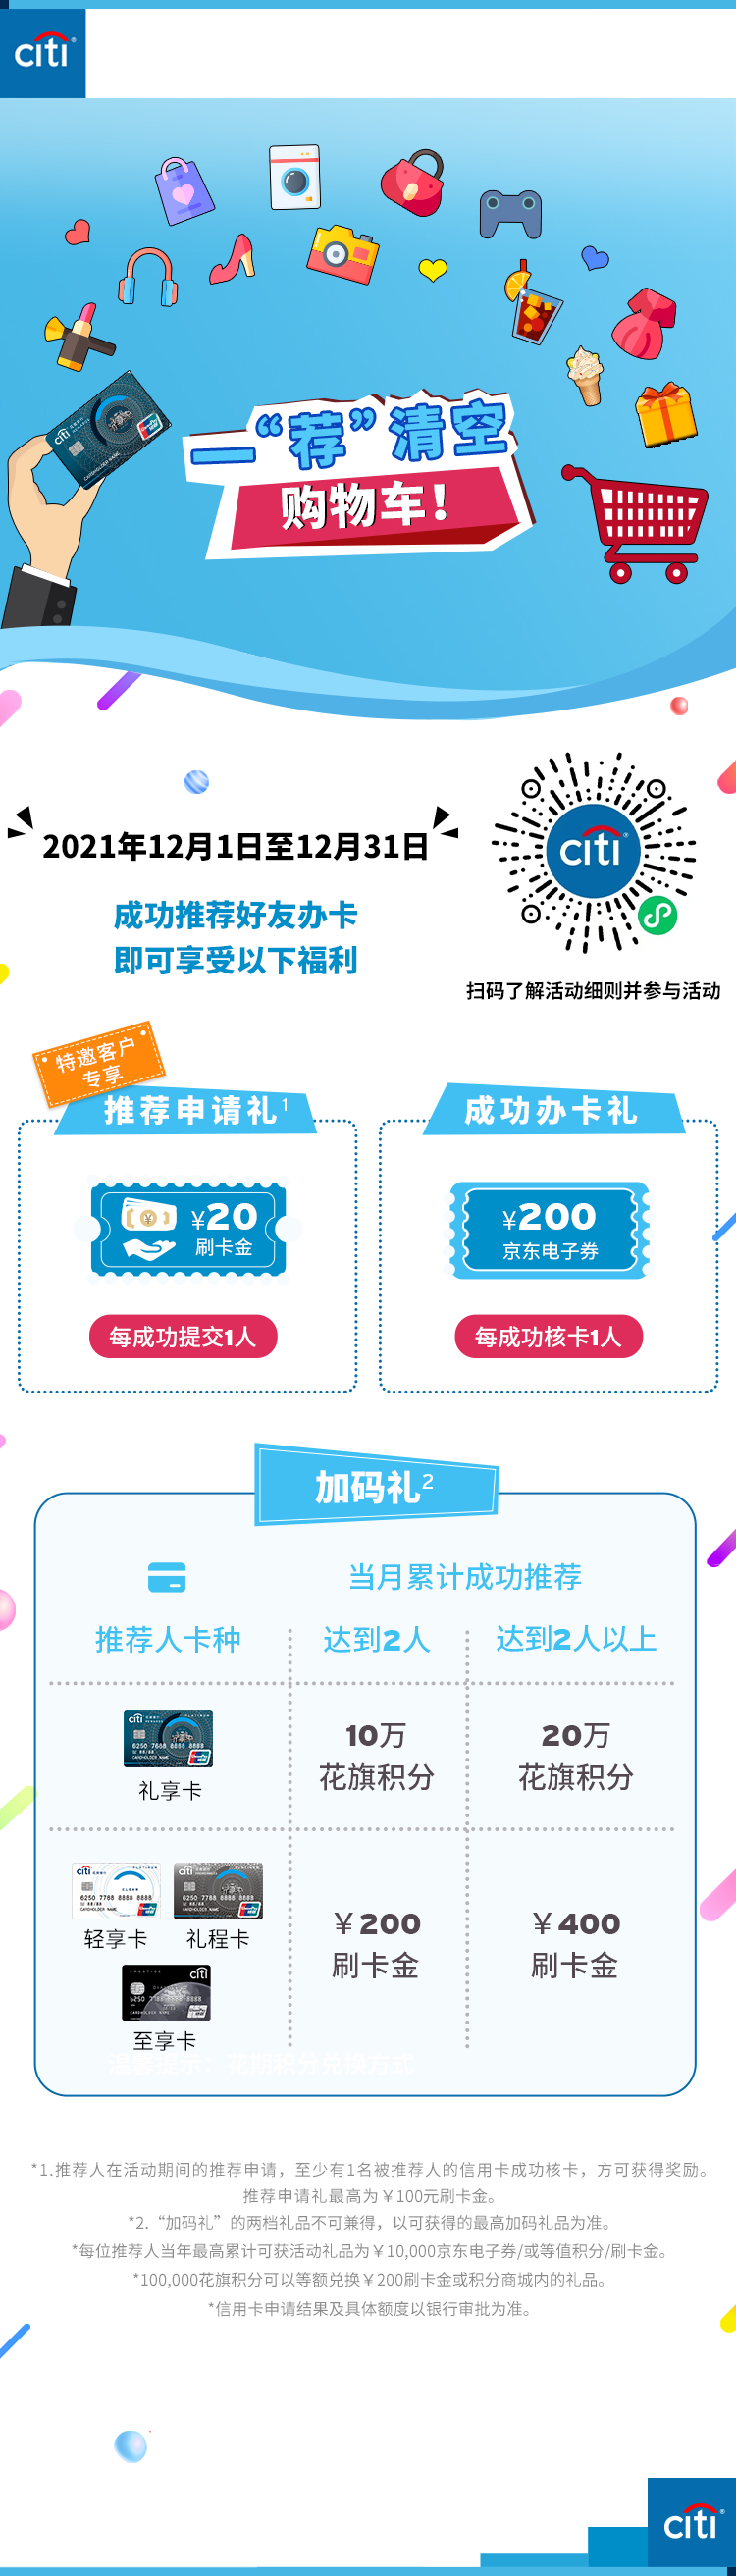 citi
一“荐”清空
购物车！
2021年12月1日至12月31日
成功推荐好友办卡
即可享受以下福利
citi
扫码了解活动细则并参与活动
特邀客户
专享
推荐申请礼1
成功办卡礼
¥20
刷卡金
¥200
京东电子券
每成功提交1人
每成功核卡1人
加码礼2
当月累计成功推荐
推荐人卡种
达到2人
达到2人以上
礼享卡
10万
花旗积分
20万
花旗积分
轻享卡
礼程卡
至享卡
¥200
刷卡金
¥400
刷卡金
*1.推荐人在活动期间的推荐申请，至少有1名被推荐人的信用卡成功核卡，方可获得奖励。
推荐申请礼最高为¥100元刷卡金。
*2.“加码礼”的两档礼品不可兼得，以可获得的最高加码礼品为准。
*每位推荐人当年最高累计可获活动礼品为¥10,000京东电子券/或等值积分/刷卡金。
*100,000花旗积分可以等额兑换¥200刷卡金或积分商城内的礼品。
*信用卡申请结果及具体额度以银行审批为准。
citi